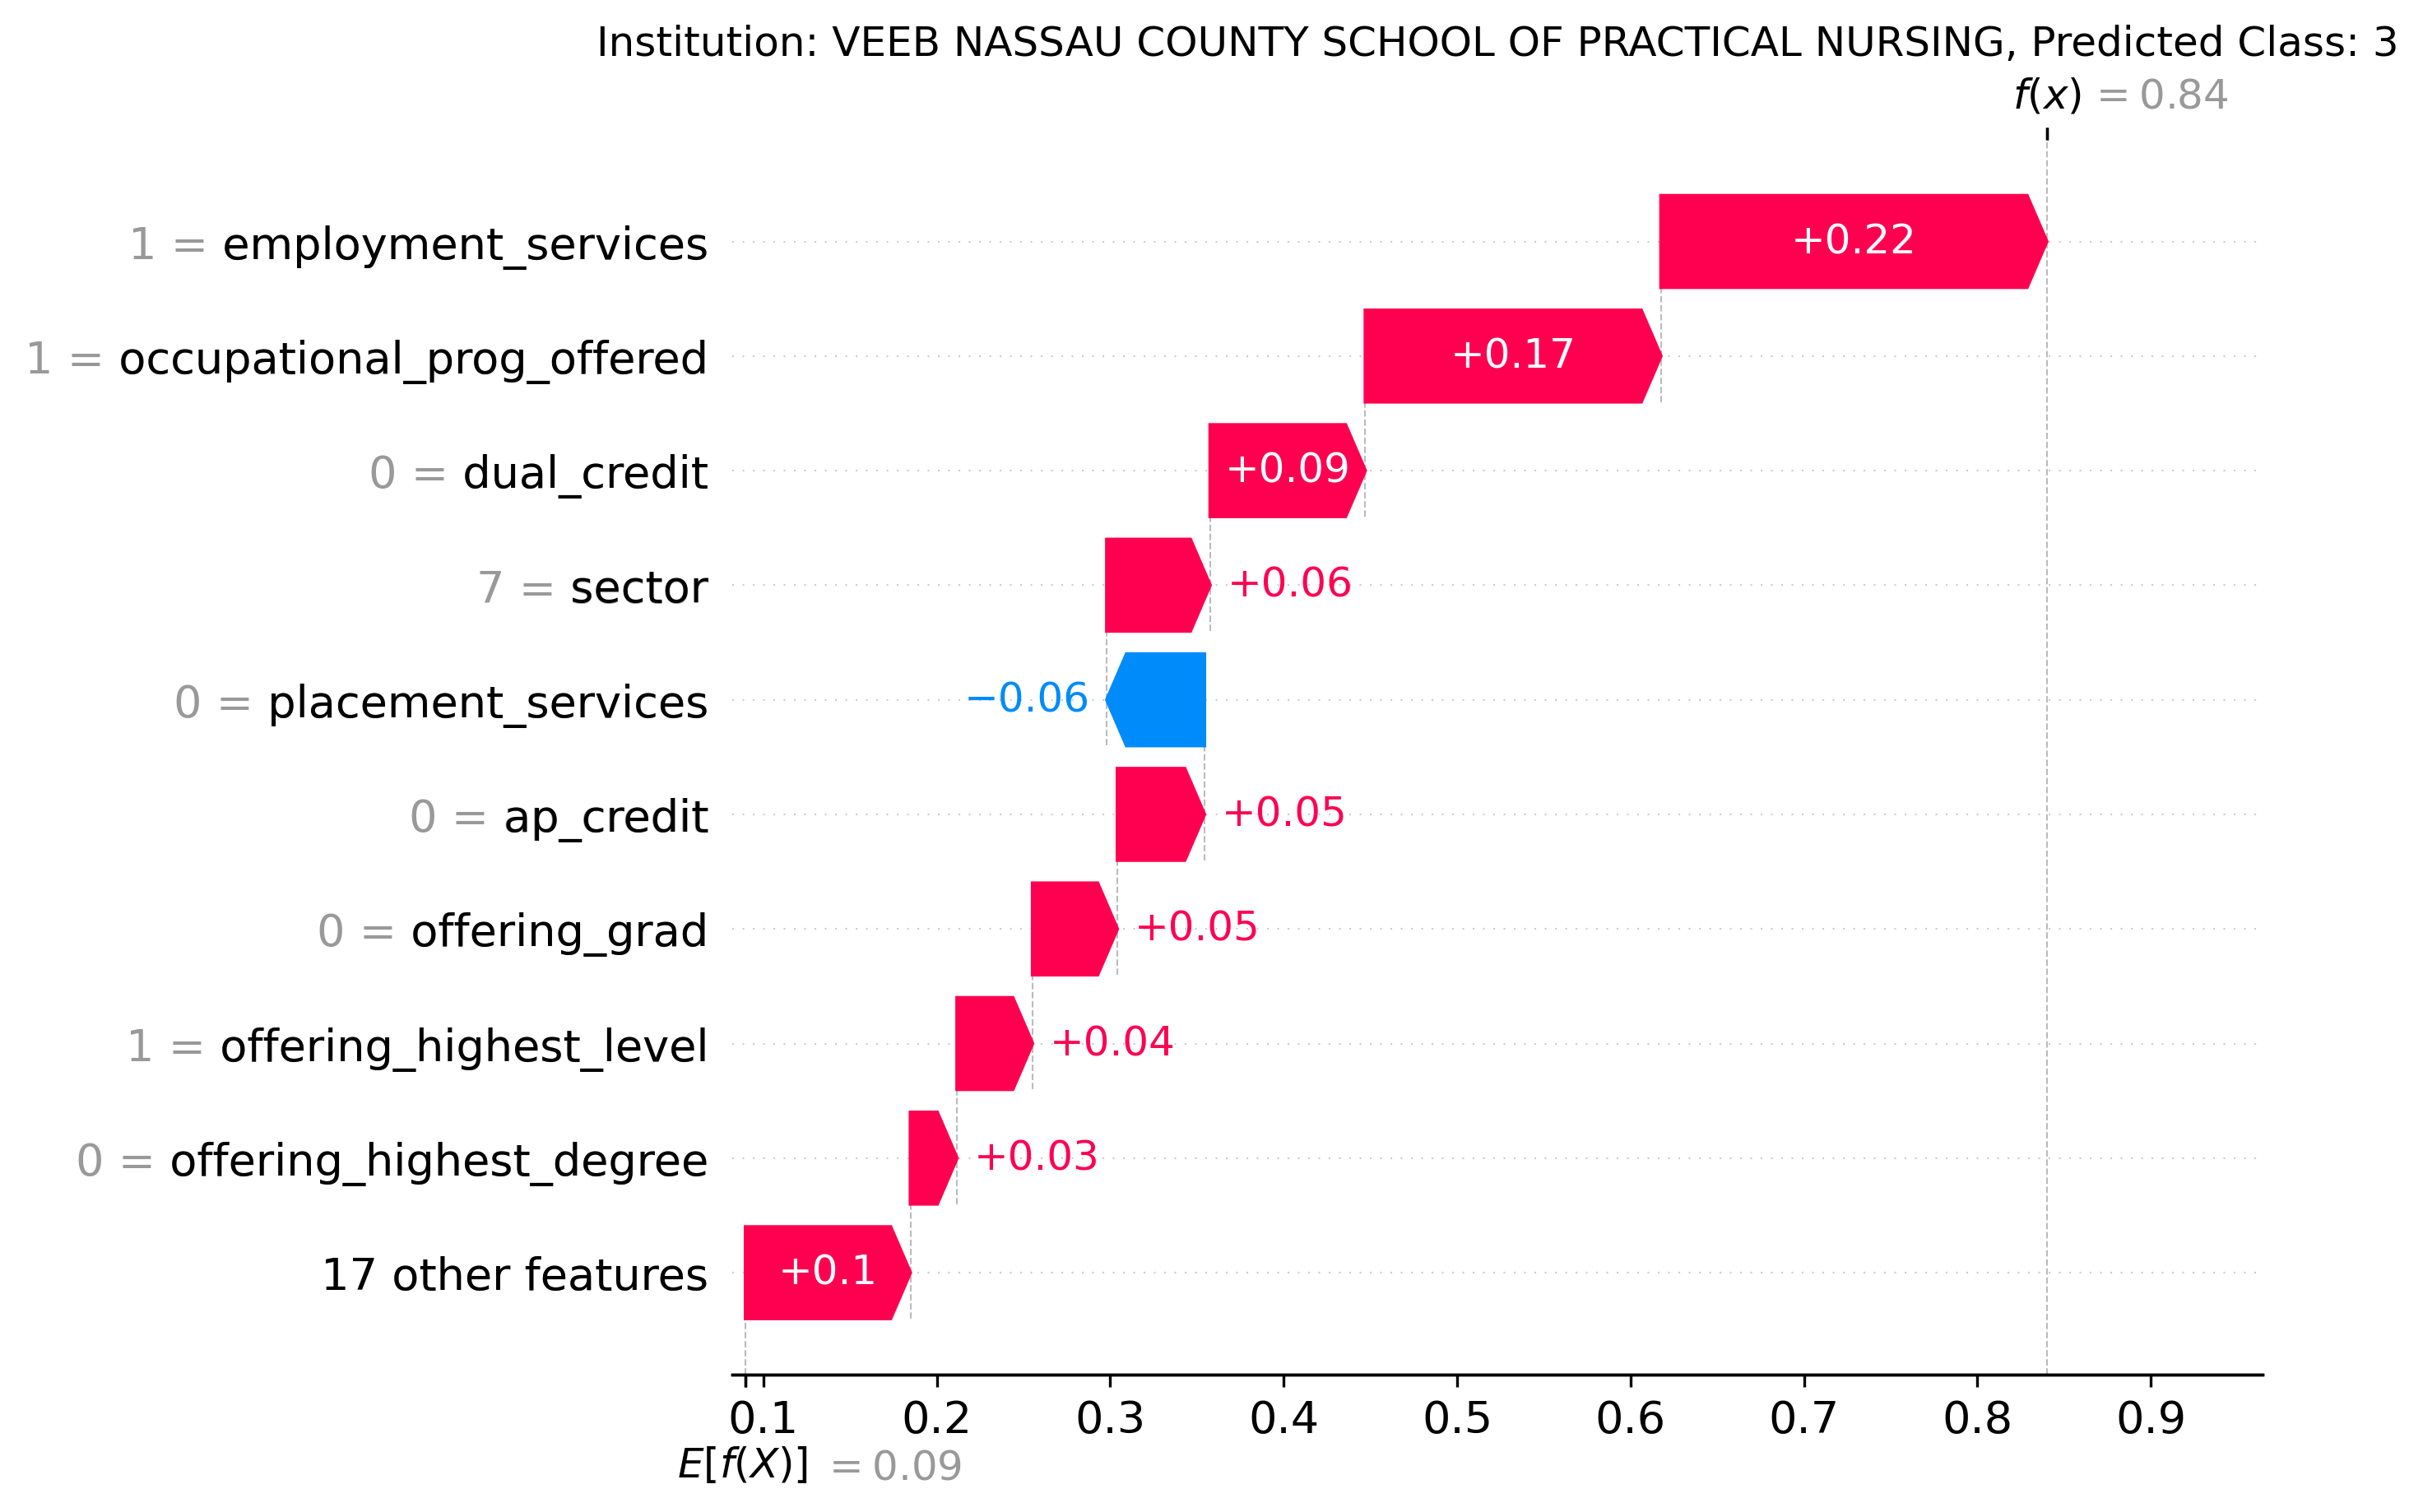 Institution: VEEB NASSAU COUNTY SCHOOL OF PRACTICAL NURSING, Predicted Class: 3
f(x) = 0.84
1 = employment_services +0.22
1 = occupational_prog_offered +0.17
0 = dual_credit +0.09
7 = sector +0.06
0 = placement_services −0.06
0 = ap_credit +0.05
0 = offering_grad +0.05
1 = offering_highest_level +0.04
0 = offering_highest_degree +0.03
17 other features +0.1
0.1 0.2 0.3 0.4 0.5 0.6 0.7 0.8 0.9
E[f(X)] = 0.09